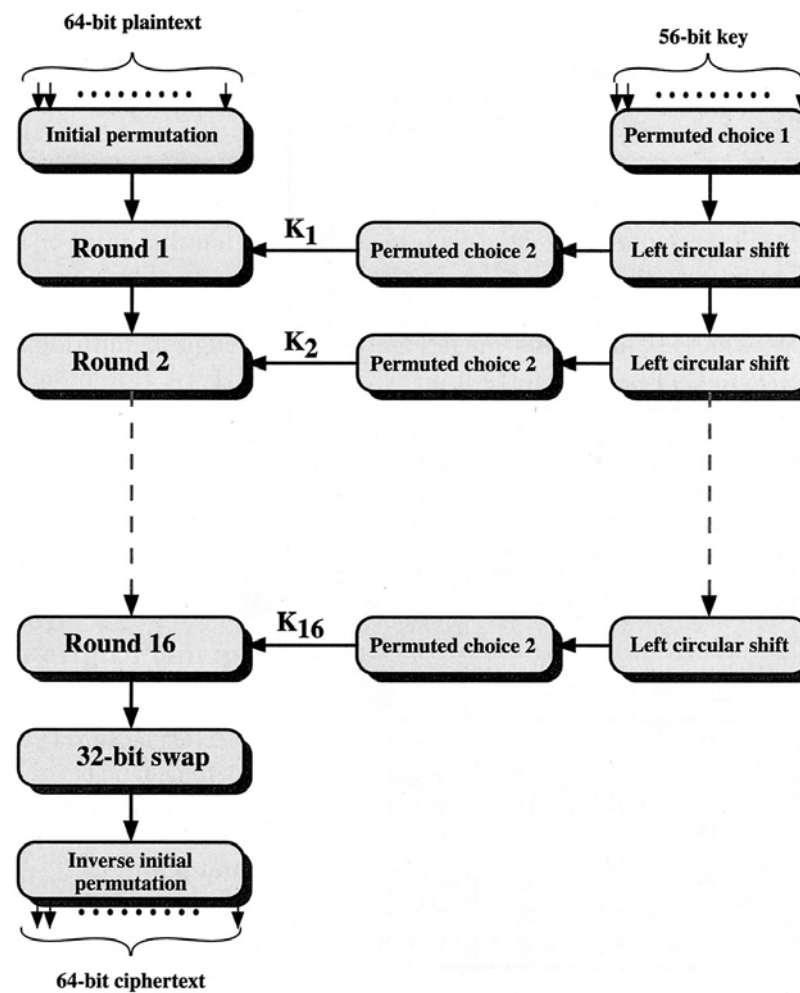 64-bit plaintext
56-bit key
Initial permutation
Permuted choice 1
Round 1
K1
Permuted choice 2
Left circular shift
Round 2
K2
Permuted choice 2
Left circular shift
Round 16
K16
Permuted choice 2
Left circular shift
32-bit swap
Inverse initial
permutation
64-bit ciphertext